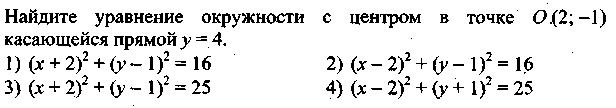 Найдите уравнение окружности с центром в точке O(2; −1)
касающейся прямой y = 4.
1) (x + 2)² + (y − 1)² = 16 2) (x − 2)² + (y − 1)² = 16
3) (x + 2)² + (y − 1)² = 25 4) (x − 2)² + (y + 1)² = 25